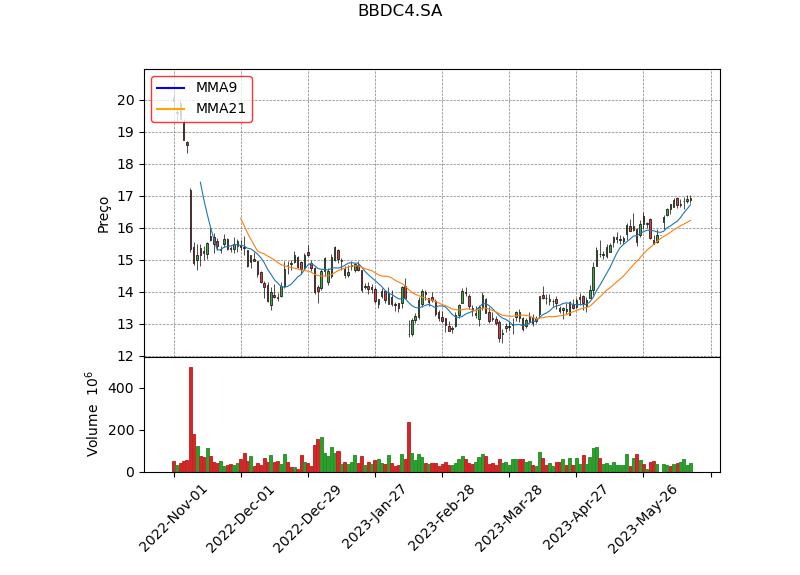 BBDC4.SA
MMA9
MMA21
Preço
20
19
18
17
16
15
14
13
12
Volume 10^6
400
200
0
2022-Nov-01
2022-Dec-01
2022-Dec-29
2023-Jan-27
2023-Feb-28
2023-Mar-28
2023-Apr-27
2023-May-26